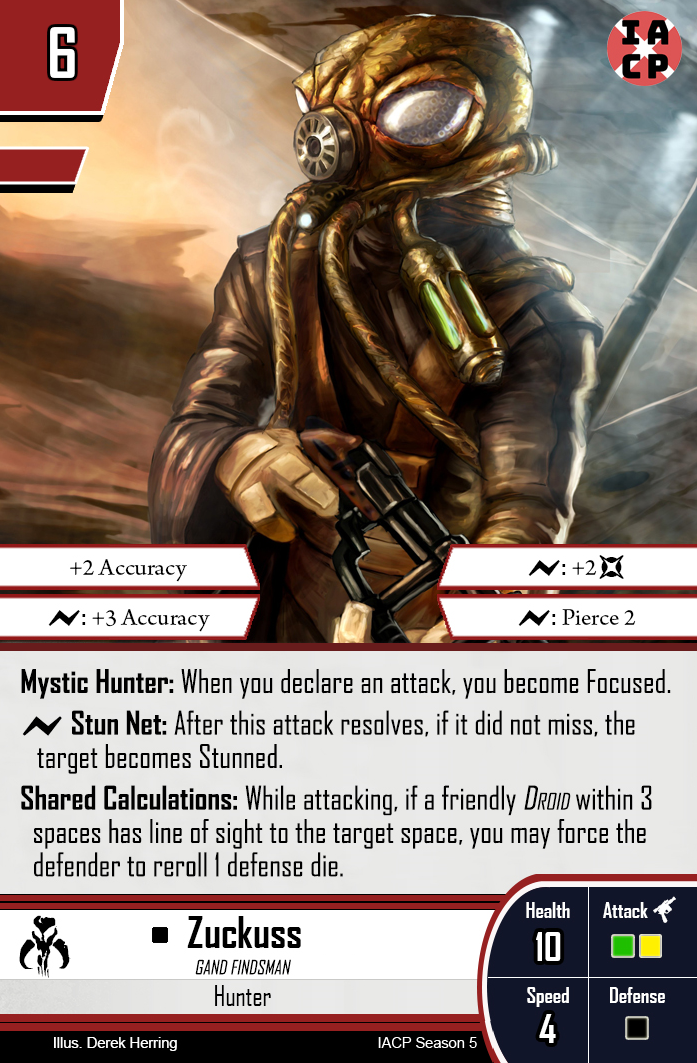 6
IA
CP
+2 Accuracy
: +2
: +3 Accuracy
: Pierce 2
Mystic Hunter: When you declare an attack, you become Focused.
Stun Net: After this attack resolves, if it did not miss, the
target becomes Stunned.
Shared Calculations: While attacking, if a friendly DROID within 3
spaces has line of sight to the target space, you may force the
defender to reroll 1 defense die.
Zuckuss
GAND FINDSMAN
Hunter
Health
10
Attack
Speed
4
Defense
Illus. Derek Herring
IACP Season 5